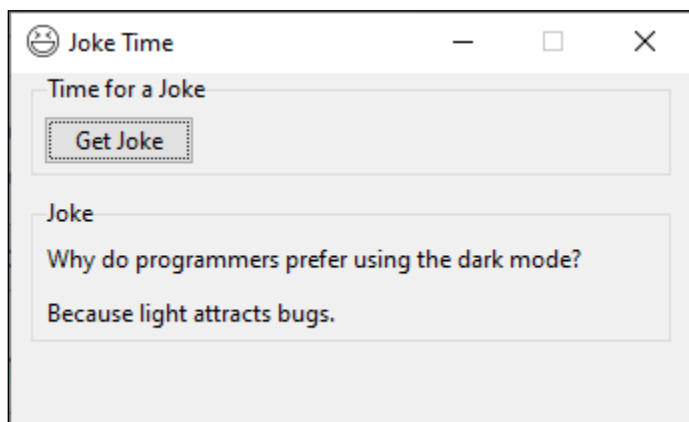 Joke Time
Time for a Joke
Get Joke
Joke
Why do programmers prefer using the dark mode?
Because light attracts bugs.